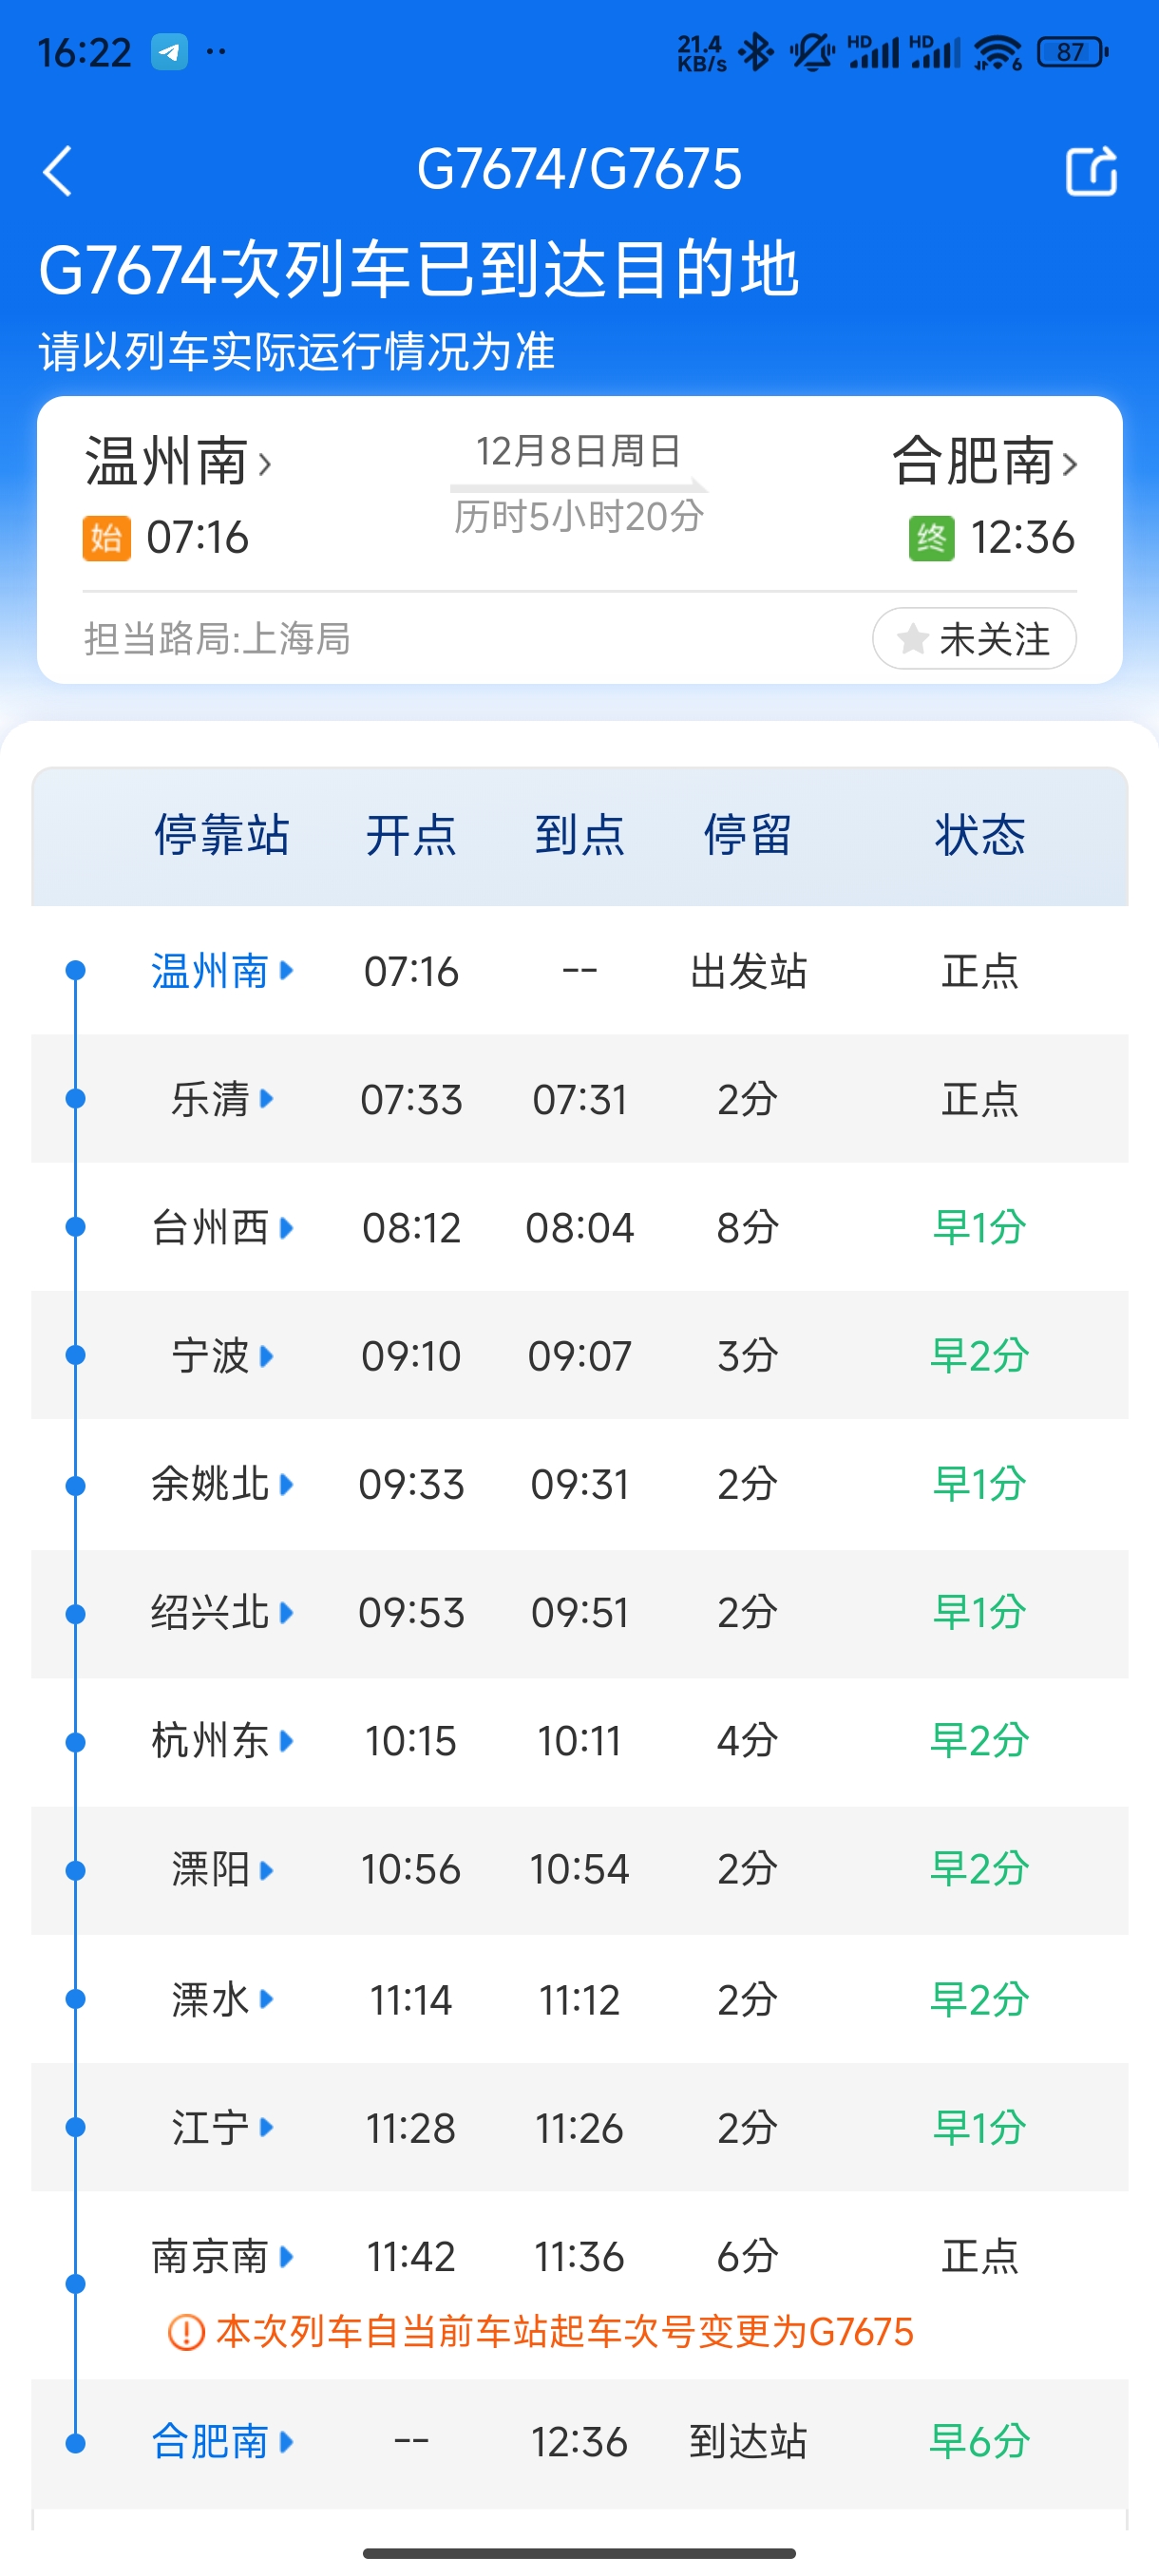 16:22 21.4 KB/s HD HD 6 87
G7674/G7675
G7674次列车已到达目的地
请以列车实际运行情况为准
温州南 12月8日周日 合肥南
始 07:16 历时5小时20分 终 12:36
担当路局:上海局 未关注
停靠站 开点 到点 停留 状态
温州南 07:16 -- 出发站 正点
乐清 07:33 07:31 2分 正点
台州西 08:12 08:04 8分 早1分
宁波 09:10 09:07 3分 早2分
余姚北 09:33 09:31 2分 早1分
绍兴北 09:53 09:51 2分 早1分
杭州东 10:15 10:11 4分 早2分
溧阳 10:56 10:54 2分 早2分
溧水 11:14 11:12 2分 早2分
江宁 11:28 11:26 2分 早1分
南京南 11:42 11:36 6分 正点
本次列车自当前车站起车次号变更为G7675
合肥南 -- 12:36 到达站 早6分